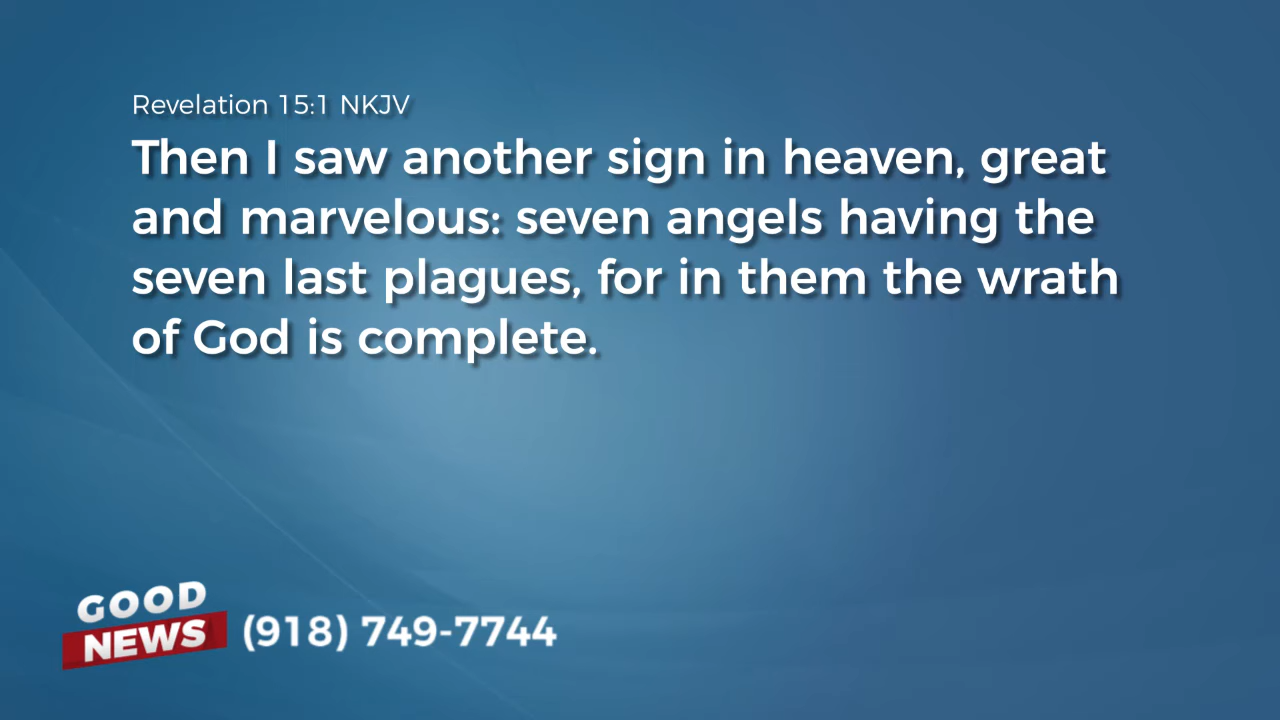 Revelation 15:1 NKJV
Then I saw another sign in heaven, great
and marvelous: seven angels having the
seven last plagues, for in them the wrath
of God is complete.
GOOD
NEWS
(918) 749-7744